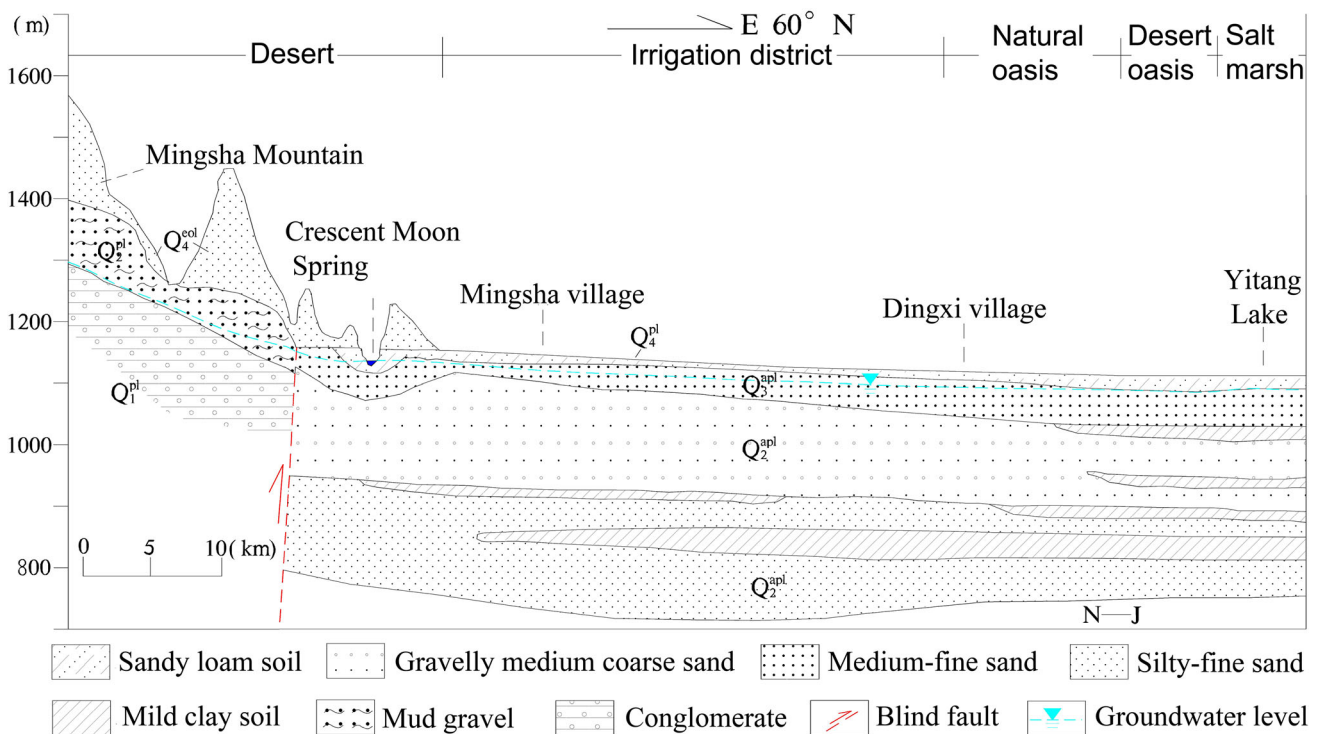 ( m)
E 60° N
Desert
Irrigation district
Natural
oasis
Desert
oasis
Salt
marsh
1600
1400
1200
1000
800
Mingsha Mountain
Q₄ᵉᵒˡ
Q₂ᵖˡ
Q₁ᵖˡ
Crescent Moon
Spring
Mingsha village
Q₄ᵖˡ
Dingxi village
Yitang
Lake
Q₃ᵃᵖˡ
Q₂ᵃᵖˡ
Q₂ᵃᵖˡ
0 5 10( km)
N—J
Sandy loam soil
Gravelly medium coarse sand
Medium-fine sand
Silty-fine sand
Mild clay soil
Mud gravel
Conglomerate
Blind fault
Groundwater level